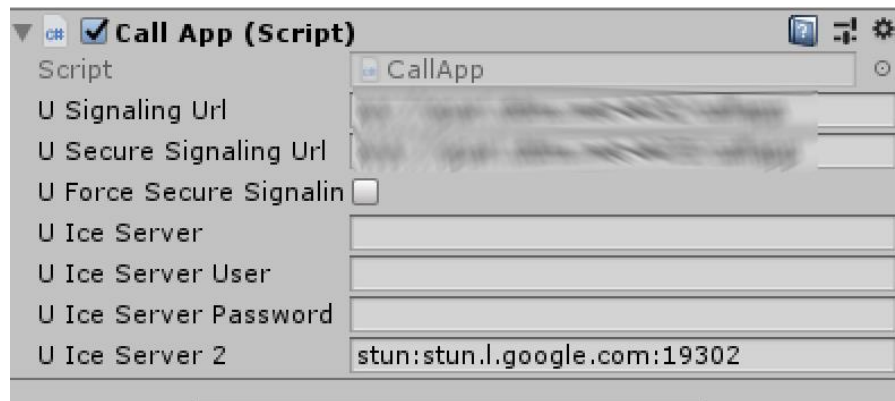 Call App (Script)
Script CallApp
U Signaling Url
U Secure Signaling Url
U Force Secure Signalin
U Ice Server
U Ice Server User
U Ice Server Password
U Ice Server 2 stun:stun.l.google.com:19302